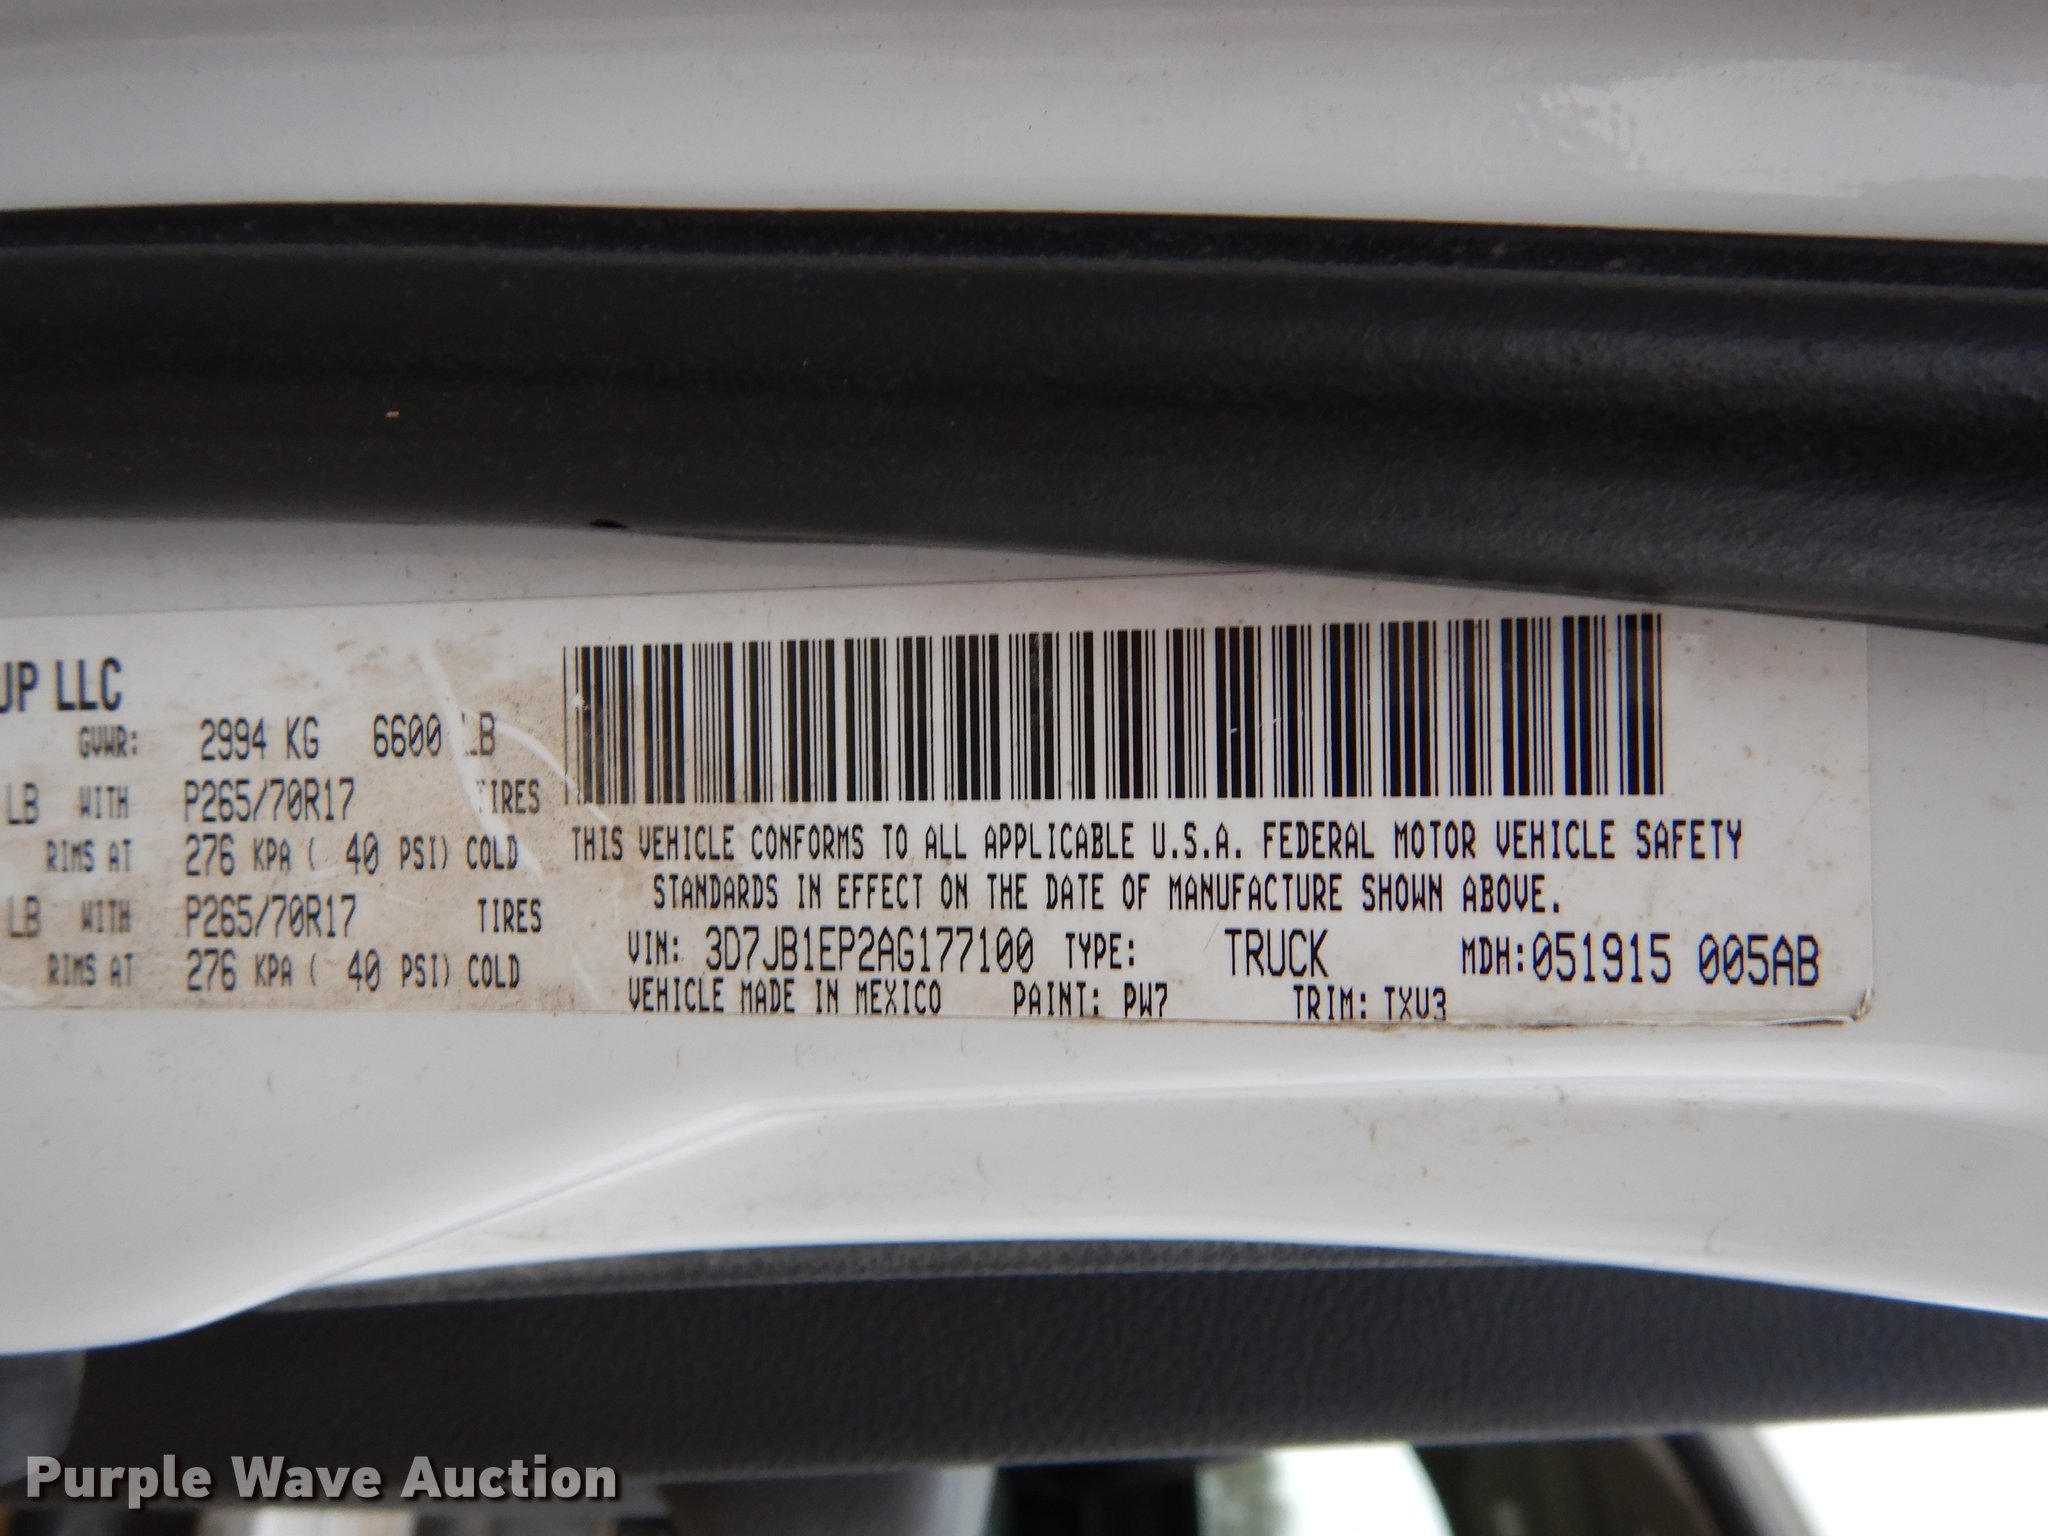 UP LLC
GVWR: 2994 KG 6600 LB
LB WITH P265/70R17 TIRES
RIMS AT 276 KPA ( 40 PSI) COLD
LB WITH P265/70R17 TIRES
RIMS AT 276 KPA ( 40 PSI) COLD
THIS VEHICLE CONFORMS TO ALL APPLICABLE U.S.A. FEDERAL MOTOR VEHICLE SAFETY
STANDARDS IN EFFECT ON THE DATE OF MANUFACTURE SHOWN ABOVE.
VIN: 3D7JB1EP2AG177100 TYPE: TRUCK MDH:051915 005AB
VEHICLE MADE IN MEXICO PAINT: PW7 TRIM: TXV3
Purple Wave Auction